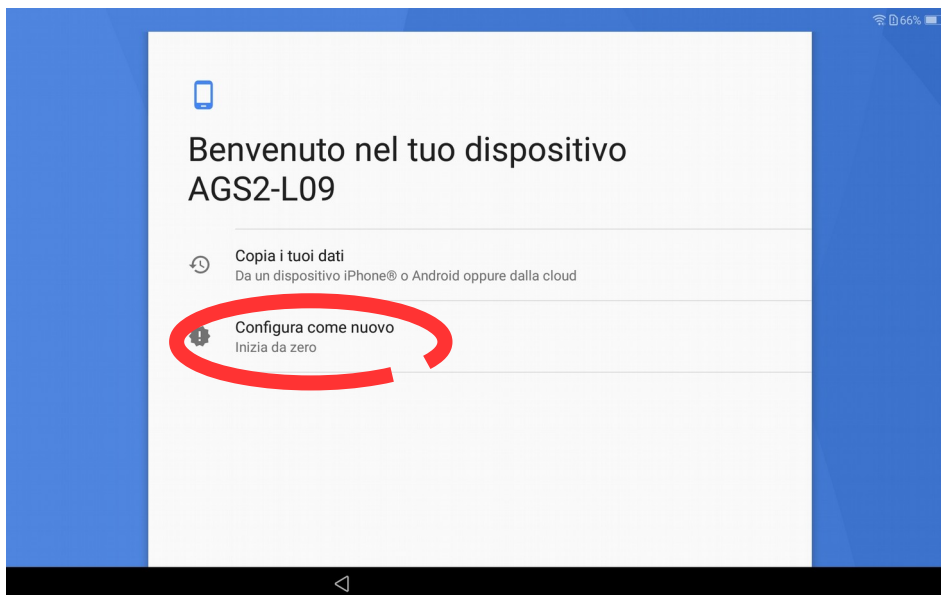 66%
Benvenuto nel tuo dispositivo
AGS2-L09
Copia i tuoi dati
Da un dispositivo iPhone® o Android oppure dalla cloud
Configura come nuovo
Inizia da zero